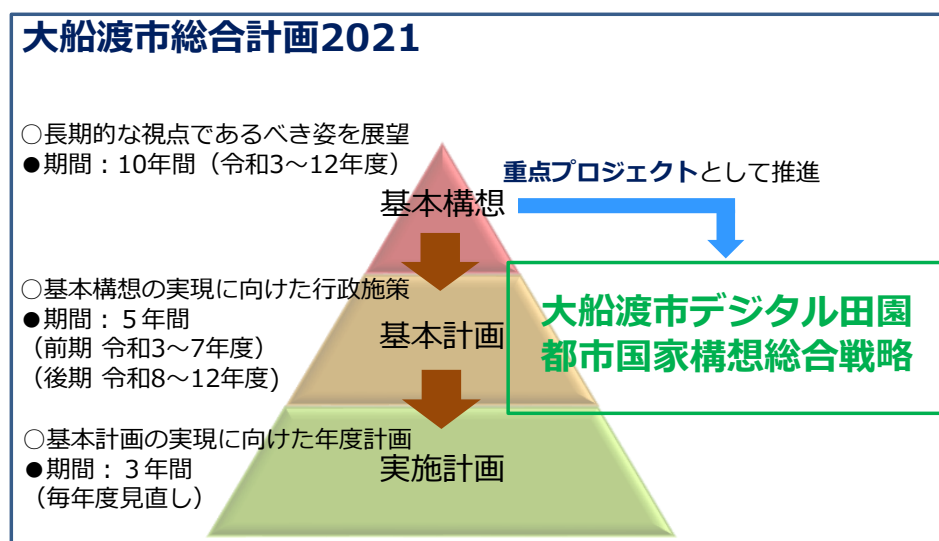 大船渡市総合計画2021
○長期的な視点であるべき姿を展望
●期間：10年間（令和3～12年度）
重点プロジェクトとして推進
基本構想
○基本構想の実現に向けた行政施策
●期間：５年間
（前期 令和3～7年度）
（後期 令和8～12年度)
基本計画
大船渡市デジタル田園
都市国家構想総合戦略
○基本計画の実現に向けた年度計画
●期間：３年間
（毎年度見直し）
実施計画